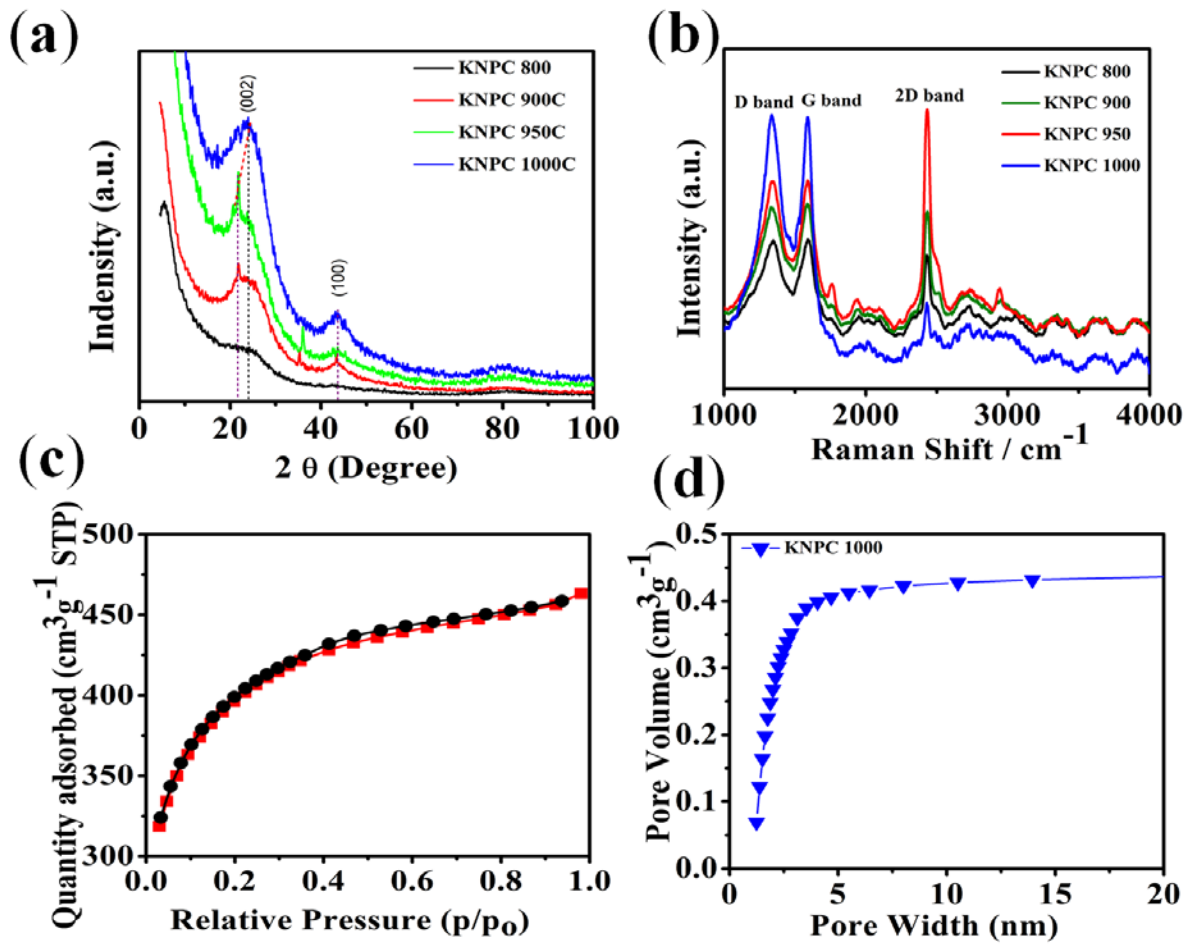 (a)
KNPC 800
KNPC 900C
KNPC 950C
KNPC 1000C
(002)
(100)
Indensity (a.u.)
0 20 40 60 80 100
2 θ (Degree)
(b)
KNPC 800
KNPC 900
KNPC 950
KNPC 1000
D band G band 2D band
Intensity (a.u.)
1000 2000 3000 4000
Raman Shift / cm-1
(c)
Quantity adsorbed (cm3g-1 STP)
500
450
400
350
300
0.0 0.2 0.4 0.6 0.8 1.0
Relative Pressure (p/po)
(d)
KNPC 1000
Pore Volume (cm3g-1)
0.5
0.4
0.3
0.2
0.1
0.0
0 5 10 15 20
Pore Width (nm)